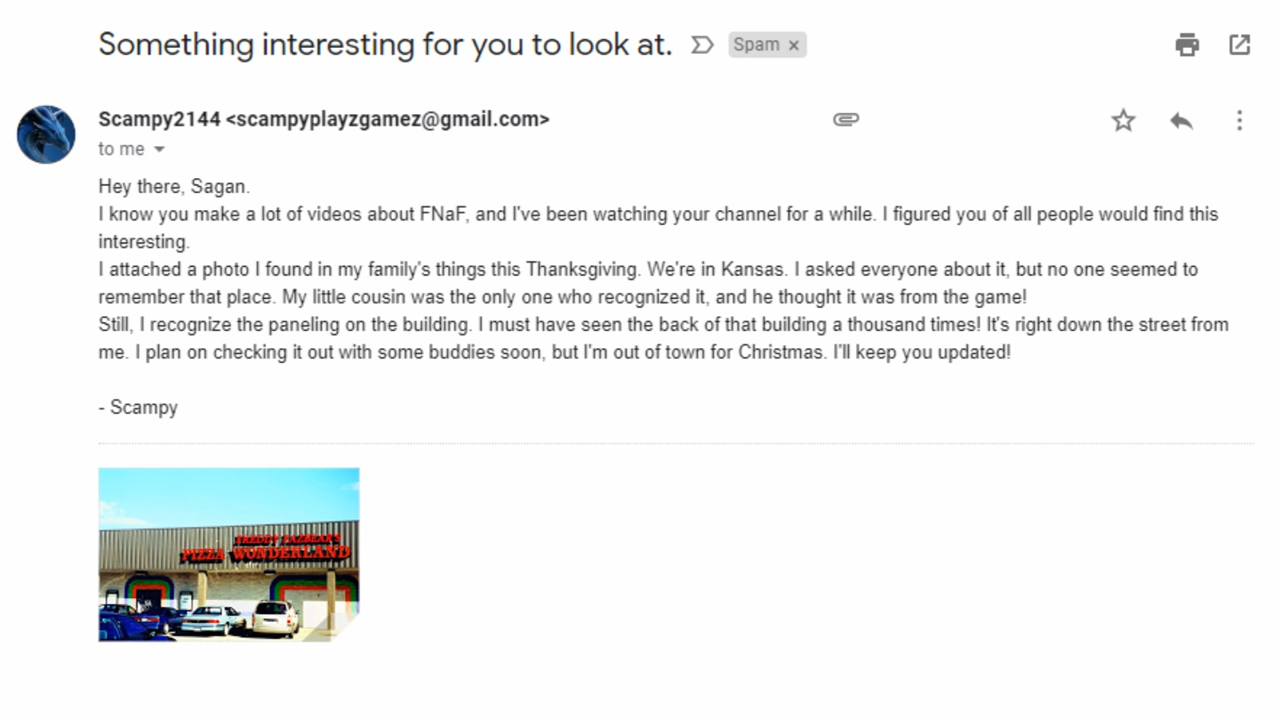 Something interesting for you to look at.
Spam ×
Scampy2144 <scampyplayzgamez@gmail.com>
to me
Hey there, Sagan.
I know you make a lot of videos about FNaF, and I've been watching your channel for a while. I figured you of all people would find this
interesting.
I attached a photo I found in my family's things this Thanksgiving. We're in Kansas. I asked everyone about it, but no one seemed to
remember that place. My little cousin was the only one who recognized it, and he thought it was from the game!
Still, I recognize the paneling on the building. I must have seen the back of that building a thousand times! It's right down the street from
me. I plan on checking it out with some buddies soon, but I'm out of town for Christmas. I'll keep you updated!
- Scampy
FREDDY FAZBEAR'S
PIZZA WONDERLAND